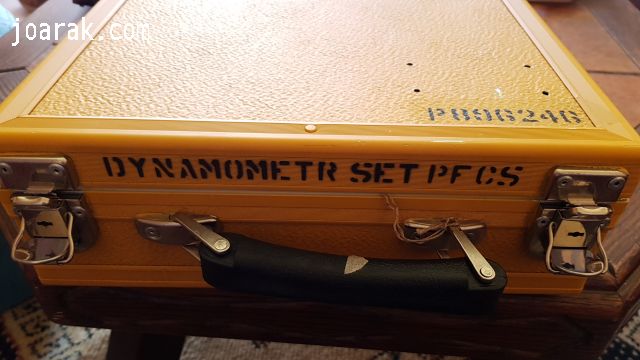 joarak.com
P896246
DYNAMOMETR SET PFCS